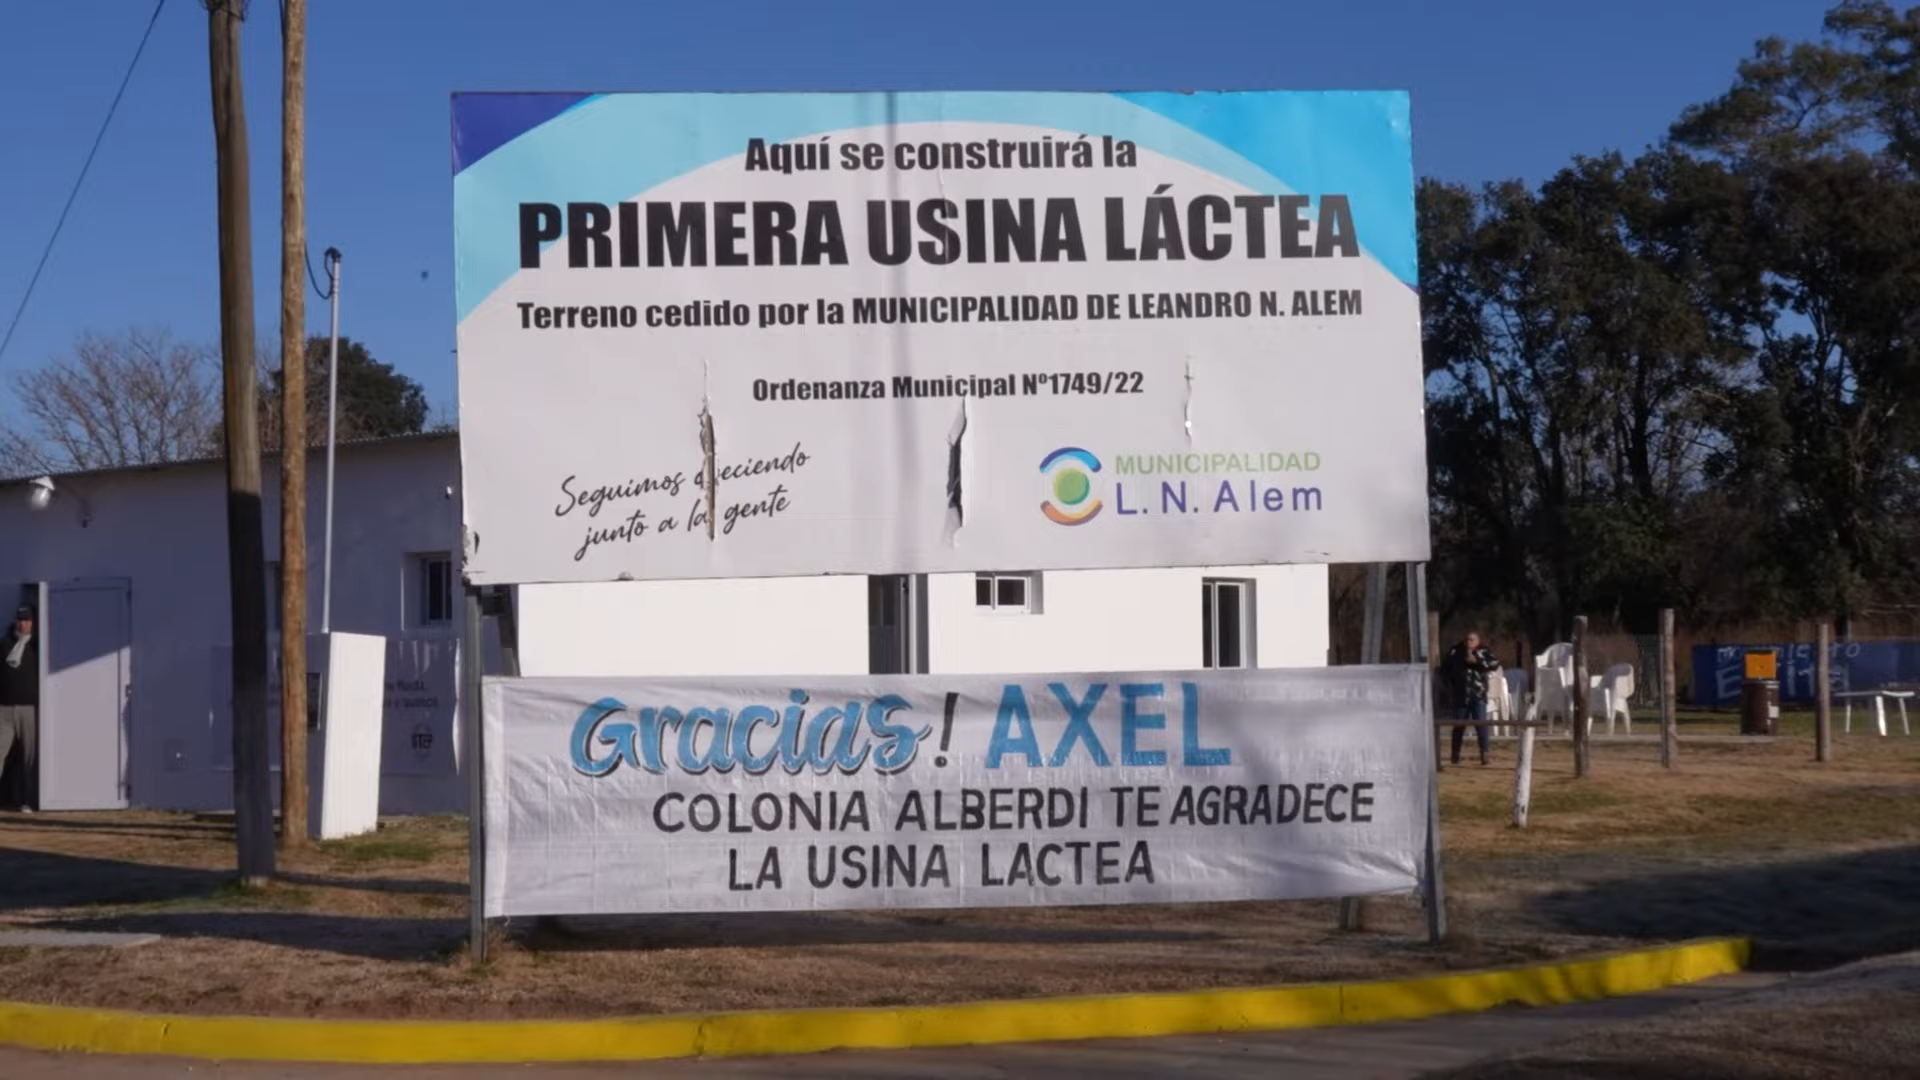 Aquí se construirá la
PRIMERA USINA LÁCTEA
Terreno cedido por la MUNICIPALIDAD DE LEANDRO N. ALEM
Ordenanza Municipal Nº1749/22
Seguimos creciendo
junto a la gente
MUNICIPALIDAD
L. N. Alem
Gracias! AXEL
COLONIA ALBERDI TE AGRADECE
LA USINA LACTEA